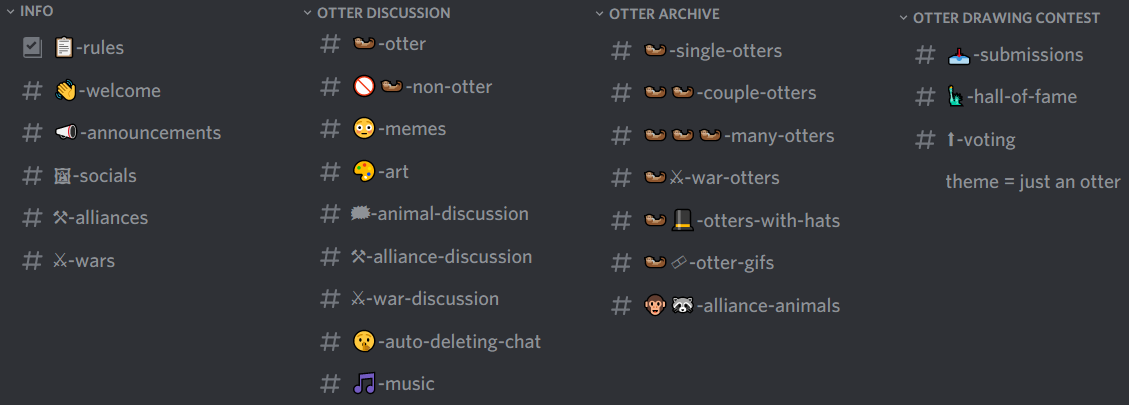 INFO
📋-rules
# 👋-welcome
# 📢-announcements
# 🖼-socials
# ⚒-alliances
# ⚔-wars
OTTER DISCUSSION
# 🦦-otter
# 🚫🦦-non-otter
# 😳-memes
# 🎨-art
# 🗯-animal-discussion
# ⚒-alliance-discussion
# ⚔-war-discussion
# 🤫-auto-deleting-chat
# 🎵-music
OTTER ARCHIVE
# 🦦-single-otters
# 🦦🦦-couple-otters
# 🦦🦦🦦-many-otters
# 🦦⚔-war-otters
# 🦦🎩-otters-with-hats
# 🦦🎞-otter-gifs
# 🐵🦝-alliance-animals
OTTER DRAWING CONTEST
# 📥-submissions
# 🗽-hall-of-fame
# ⬆-voting
theme = just an otter